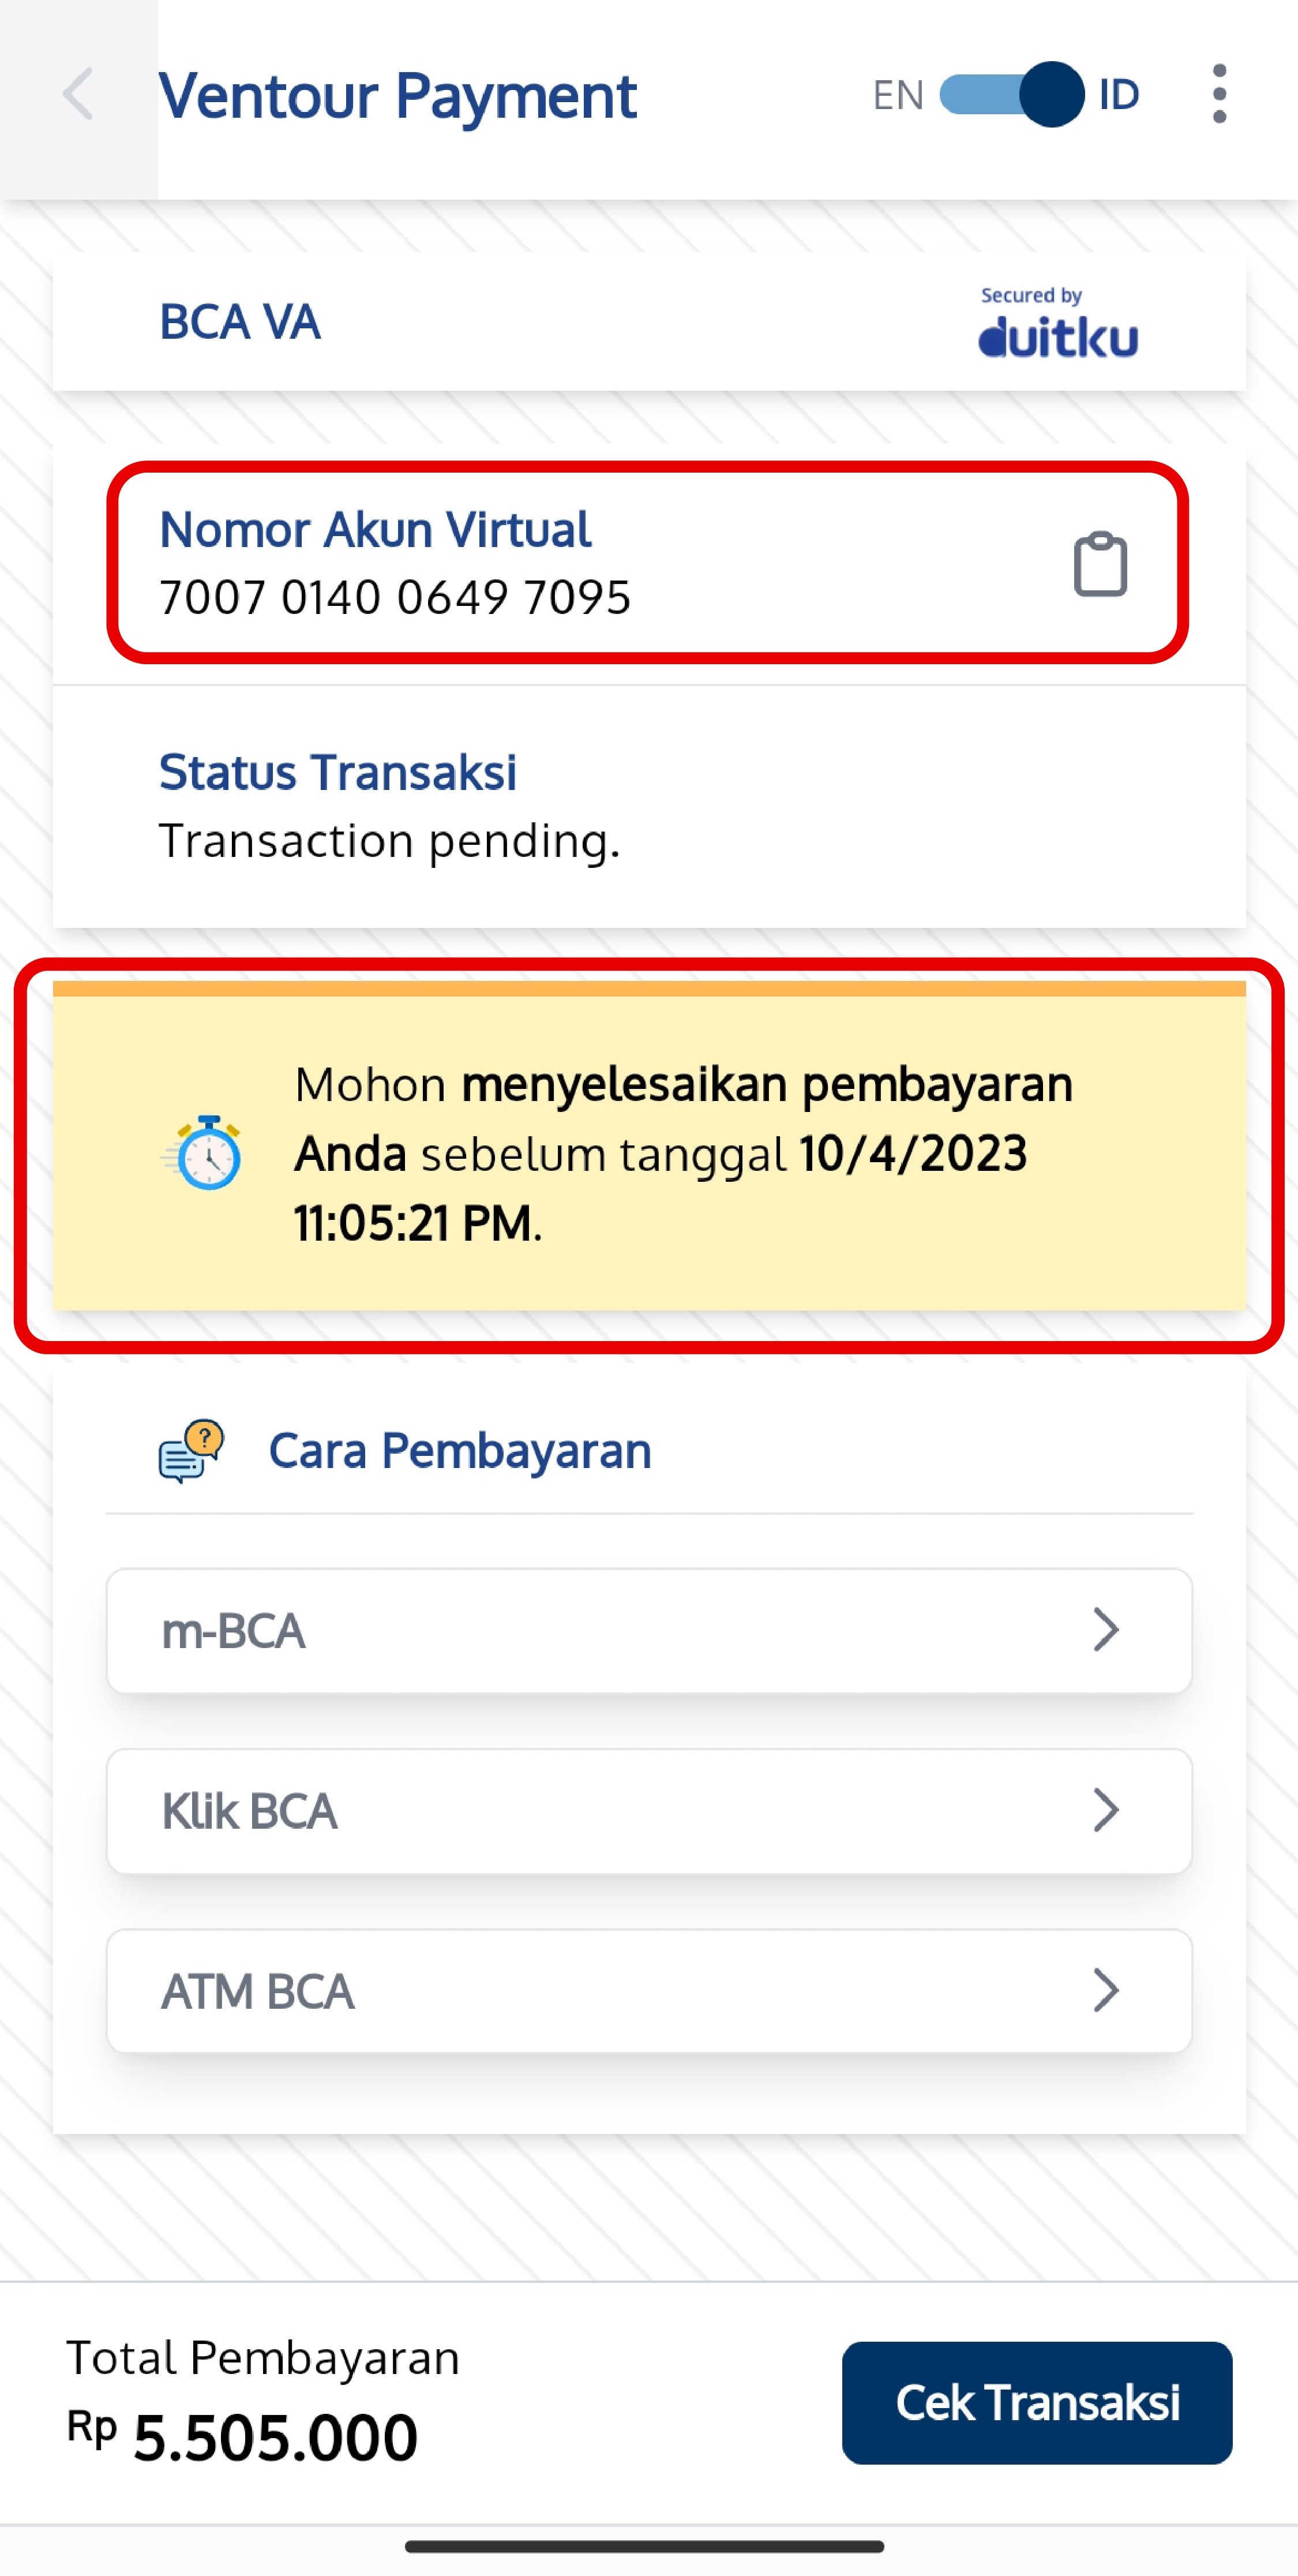 Ventour Payment
EN ID
BCA VA
Secured by
duitku
Nomor Akun Virtual
7007 0140 0649 7095
Status Transaksi
Transaction pending.
Mohon menyelesaikan pembayaran
Anda sebelum tanggal 10/4/2023
11:05:21 PM.
?
Cara Pembayaran
m-BCA
Klik BCA
ATM BCA
Total Pembayaran
Rp 5.505.000
Cek Transaksi